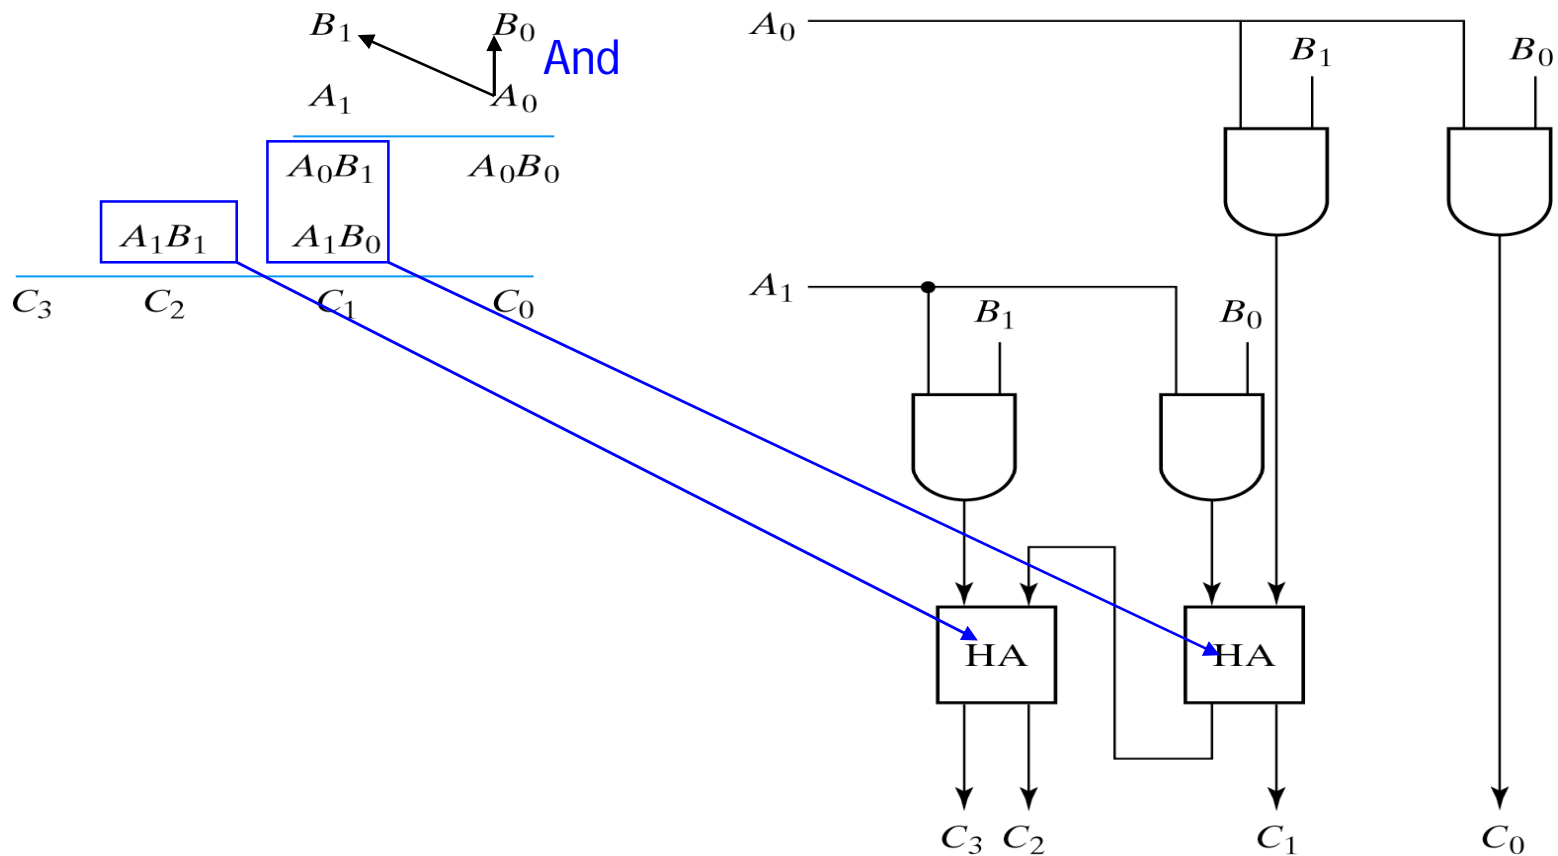 B₁ B₀ And
A₁ A₀
A₀B₁ A₀B₀
A₁B₁ A₁B₀
C₃ C₂ C₁ C₀
A₀
B₁ B₀
A₁
B₁ B₀
HA HA
C₃ C₂ C₁ C₀